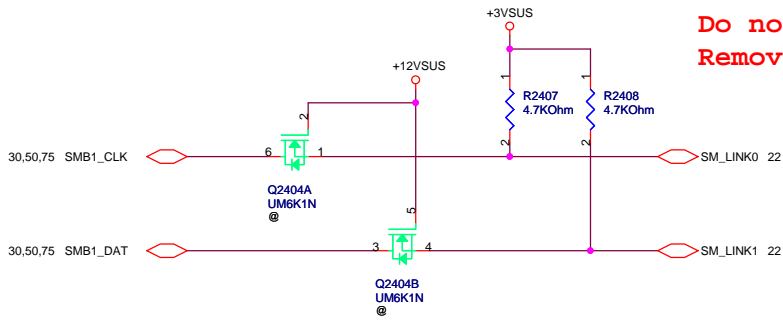 +3VSUS
Do no
Remov
+12VSUS
1
1
R2407
4.7KOhm
R2408
4.7KOhm
2
2
2
30,50,75 SMB1_CLK
6
1
SM_LINK0 22
Q2404A
UM6K1N
@
5
30,50,75 SMB1_DAT
3
4
SM_LINK1 22
Q2404B
UM6K1N
@